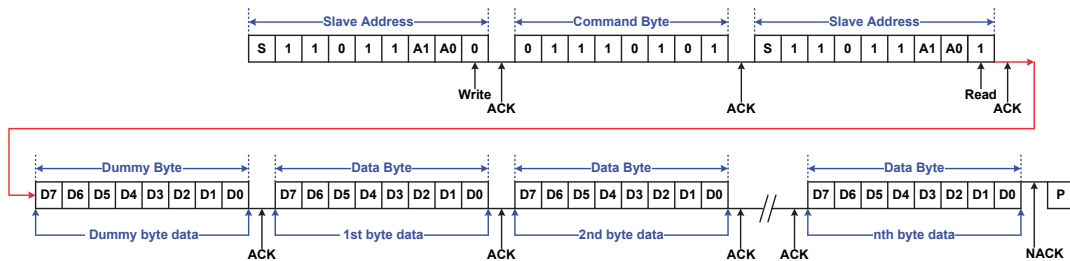 Slave Address Command Byte Slave Address
S 1 1 0 1 1 A1 A0 0 0 1 1 1 0 1 0 1 S 1 1 0 1 1 A1 A0 1
Write ACK ACK Read ACK
Dummy Byte Data Byte Data Byte Data Byte
D7 D6 D5 D4 D3 D2 D1 D0 D7 D6 D5 D4 D3 D2 D1 D0 D7 D6 D5 D4 D3 D2 D1 D0 D7 D6 D5 D4 D3 D2 D1 D0 P
Dummy byte data 1st byte data 2nd byte data nth byte data
ACK ACK ACK ACK NACK